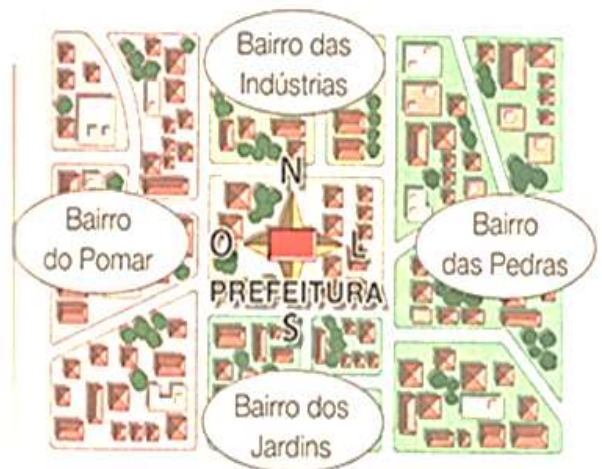 Bairro das
Indústrias
N
Bairro
do Pomar
O
L
Bairro
das Pedras
PREFEITURA
S
Bairro dos
Jardins